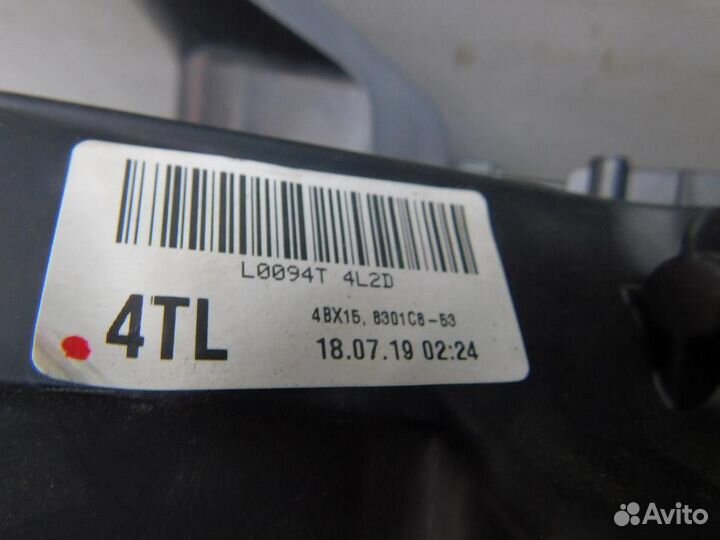 L0094T 4L2D
4TL
4BX15, 8301C8-53
18.07.19 02:24
Avito